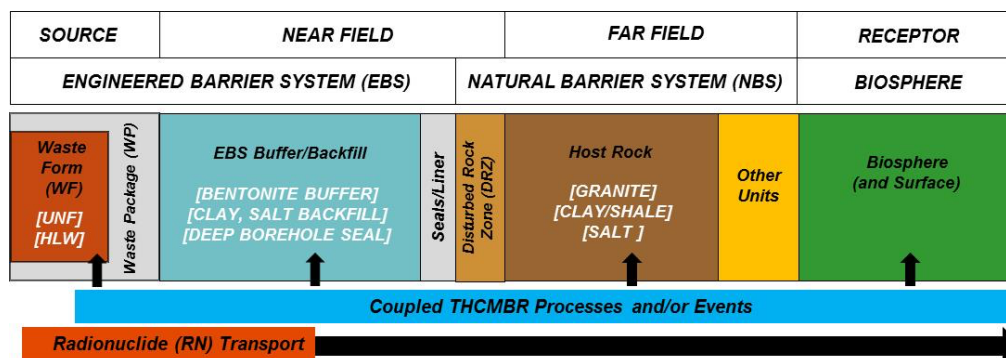 SOURCE
NEAR FIELD
FAR FIELD
RECEPTOR
ENGINEERED BARRIER SYSTEM (EBS)
NATURAL BARRIER SYSTEM (NBS)
BIOSPHERE
Waste
Form
(WF)
[UNF]
[HLW]
Waste Package (WP)
EBS Buffer/Backfill
[BENTONITE BUFFER]
[CLAY, SALT BACKFILL]
[DEEP BOREHOLE SEAL]
Seals/Liner
Disturbed Rock
Zone (DRZ)
Host Rock
[GRANITE]
[CLAY/SHALE]
[SALT ]
Other
Units
Biosphere
(and Surface)
Coupled THCMBR Processes and/or Events
Radionuclide (RN) Transport